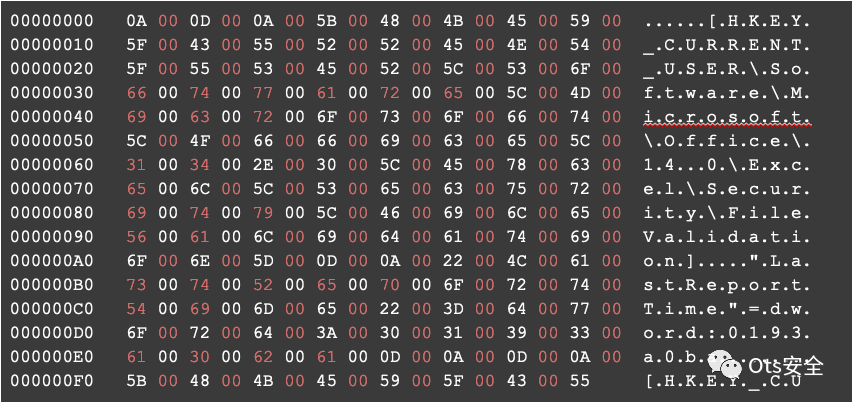 00000000 0A 00 0D 00 0A 00 5B 00 48 00 4B 00 45 00 59 00 ......[.HKEY.
00000010 5F 00 43 00 55 00 52 00 52 00 45 00 4E 00 54 00 _.C.U.R.R.E.N.T.
00000020 5F 00 55 00 53 00 45 00 52 00 5C 00 53 00 6F 00 _.U.S.E.R.\.S.o.
00000030 66 00 74 00 77 00 61 00 72 00 65 00 5C 00 4D 00 f.t.w.a.r.e.\.M.
00000040 69 00 63 00 72 00 6F 00 73 00 6F 00 66 00 74 00 i.c.r.o.s.o.f.t.
00000050 5C 00 4F 00 66 00 66 00 69 00 63 00 65 00 5C 00 \.O.f.f.i.c.e.\.
00000060 31 00 34 00 2E 00 30 00 5C 00 45 00 78 00 63 00 1.4...0.\.E.x.c.
00000070 65 00 6C 00 5C 00 53 00 65 00 63 00 75 00 72 00 e.l.\.S.e.c.u.r.
00000080 69 00 74 00 79 00 5C 00 46 00 69 00 6C 00 65 00 i.t.y.\.F.i.l.e.
00000090 56 00 61 00 6C 00 69 00 64 00 61 00 74 00 69 00 V.a.l.i.d.a.t.i.
000000A0 6F 00 6E 00 5D 00 0D 00 0A 00 22 00 4C 00 61 00 o.n.].....".L.a.
000000B0 73 00 74 00 52 00 65 00 70 00 6F 00 72 00 74 00 s.t.R.e.p.o.r.t.
000000C0 54 00 69 00 6D 00 65 00 22 00 3D 00 64 00 77 00 T.i.m.e.".=.d.w.
000000D0 6F 00 72 00 64 00 3A 00 30 00 31 00 39 00 33 00 o.r.d.:.0.1.9.3.
000000E0 61 00 30 00 62 00 61 00 0D 00 0A 00 0D 00 0A 00 a.0.b.
000000F0 5B 00 48 00 4B 00 45 00 59 00 5F 00 43 00 55 [.H.K.E.Y._.C.U
Ots安全